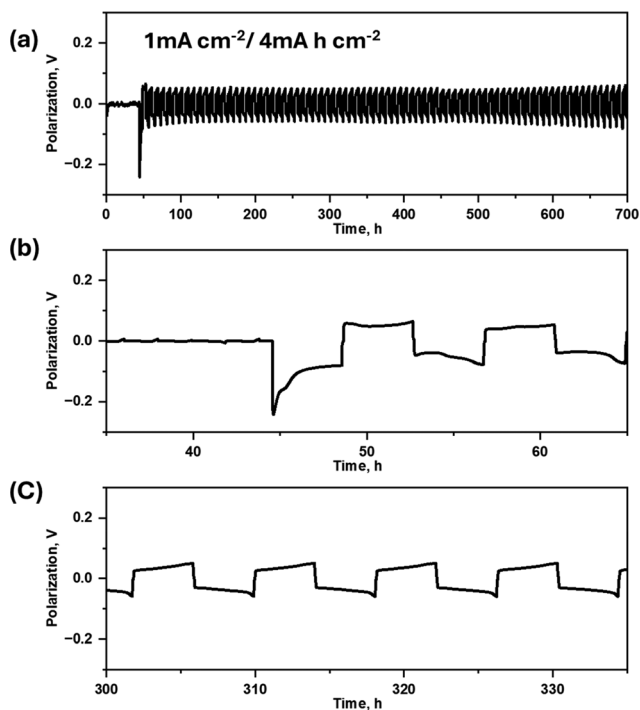 (a)
1mA cm⁻²/ 4mA h cm⁻²
Polarization, V
0.2
0.0
−0.2
0 100 200 300 400 500 600 700
Time, h
(b)
Polarization, V
0.2
0.0
−0.2
40 50 60
Time, h
(C)
Polarization, V
0.2
0.0
−0.2
300 310 320 330
Time, h